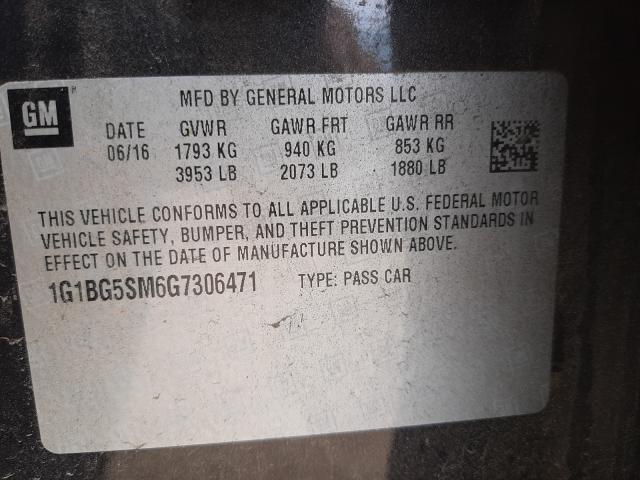 GM
MFD BY GENERAL MOTORS LLC
DATE GVWR GAWR FRT GAWR RR
06/16 1793 KG 940 KG 853 KG
3953 LB 2073 LB 1880 LB
THIS VEHICLE CONFORMS TO ALL APPLICABLE U.S. FEDERAL MOTOR
VEHICLE SAFETY, BUMPER, AND THEFT PREVENTION STANDARDS IN
EFFECT ON THE DATE OF MANUFACTURE SHOWN ABOVE.
1G1BG5SM6G7306471 TYPE: PASS CAR